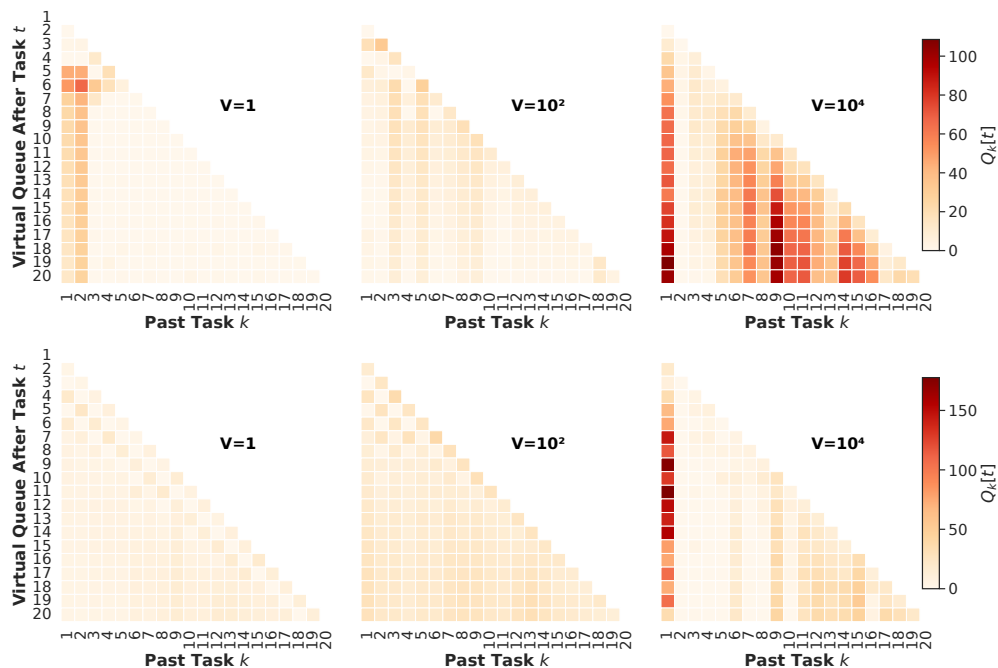 Virtual Queue After Task t
1
2
3
4
5
6
7
8
9
10
11
12
13
14
15
16
17
18
19
20
V=1
V=10²
V=10⁴
100
80
60
40
20
0
Qₖ[t]
1 2 3 4 5 6 7 8 9 10 11 12 13 14 15 16 17 18 19 20
1 2 3 4 5 6 7 8 9 10 11 12 13 14 15 16 17 18 19 20
1 2 3 4 5 6 7 8 9 10 11 12 13 14 15 16 17 18 19 20
Past Task k
Past Task k
Past Task k
Virtual Queue After Task t
1
2
3
4
5
6
7
8
9
10
11
12
13
14
15
16
17
18
19
20
V=1
V=10²
V=10⁴
150
100
50
0
Qₖ[t]
1 2 3 4 5 6 7 8 9 10 11 12 13 14 15 16 17 18 19 20
1 2 3 4 5 6 7 8 9 10 11 12 13 14 15 16 17 18 19 20
1 2 3 4 5 6 7 8 9 10 11 12 13 14 15 16 17 18 19 20
Past Task k
Past Task k
Past Task k